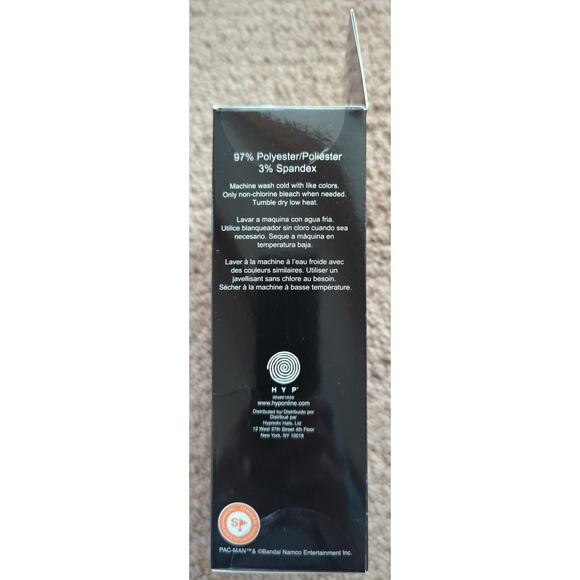 97% Polyester/Poliéster
3% Spandex
Machine wash cold with like colors.
Only non-chlorine bleach when needed.
Tumble dry low heat.
Lavar a maquina con agua fria.
Utilice blanqueador sin cloro cuando sea
necesario. Seque a máquina en
temperatura baja.
Laver à la machine à l'eau froide avec
des couleurs similaires. Utiliser un
javellisant sans chlore au besoin.
Sécher à la machine à basse température.
HYP
www.hyponline.com
Distributed by/ Distribuido por
Distribué par
Hypnotic Hats, Ltd
12 West 37th Street 4th Floor
New York, NY 10018
PAC-MAN™& ©Bandai Namco Entertainment Inc.